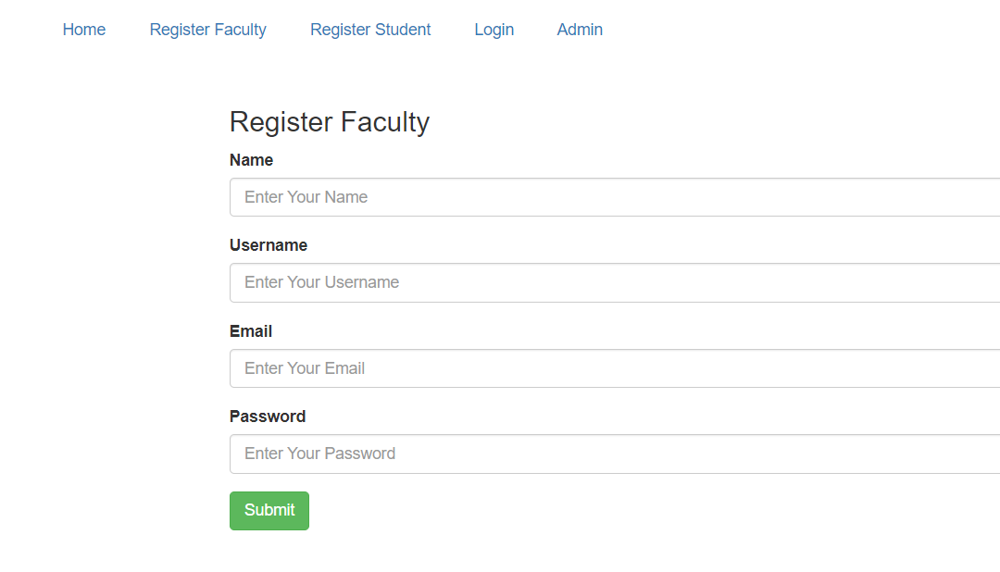 Home Register Faculty Register Student Login Admin
Register Faculty
Name
Enter Your Name
Username
Enter Your Username
Email
Enter Your Email
Password
Enter Your Password
Submit